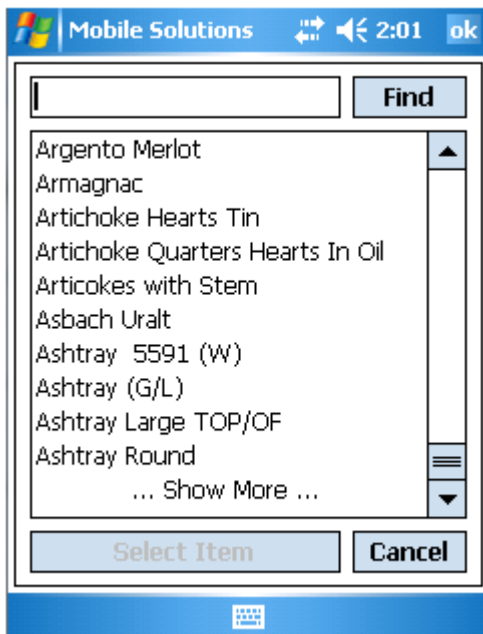 Mobile Solutions 2:01 ok
Find
Argento Merlot
Armagnac
Artichoke Hearts Tin
Artichoke Quarters Hearts In Oil
Articokes with Stem
Asbach Uralt
Ashtray  5591 (W)
Ashtray (G/L)
Ashtray Large TOP/OF
Ashtray Round
... Show More ...
Select Item Cancel